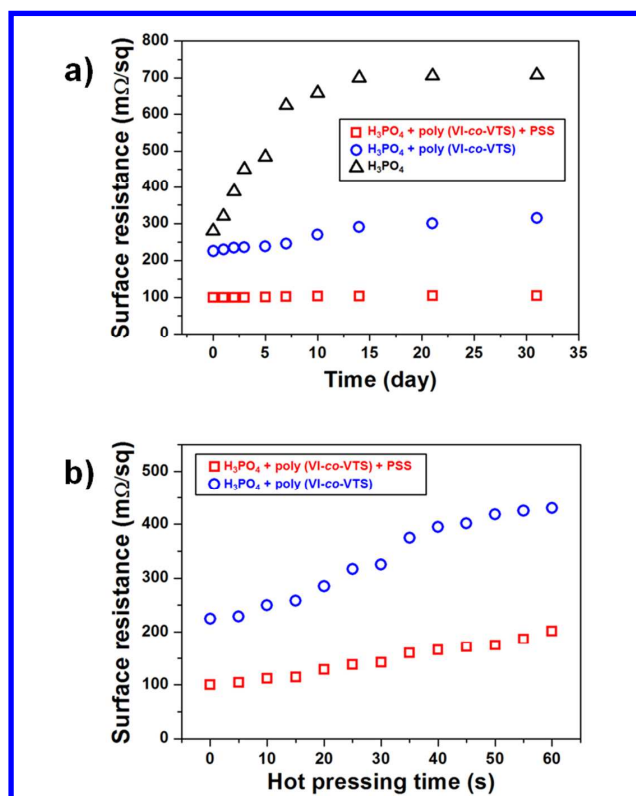 a)
Surface resistance (mΩ/sq)
800
700
600
500
400
300
200
100
0
H₃PO₄ + poly (VI-co-VTS) + PSS
H₃PO₄ + poly (VI-co-VTS)
H₃PO₄
0 5 10 15 20 25 30 35
Time (day)
b)
Surface resistance (mΩ/sq)
500
400
300
200
100
0
H₃PO₄ + poly (VI-co-VTS) + PSS
H₃PO₄ + poly (VI-co-VTS)
0 10 20 30 40 50 60
Hot pressing time (s)